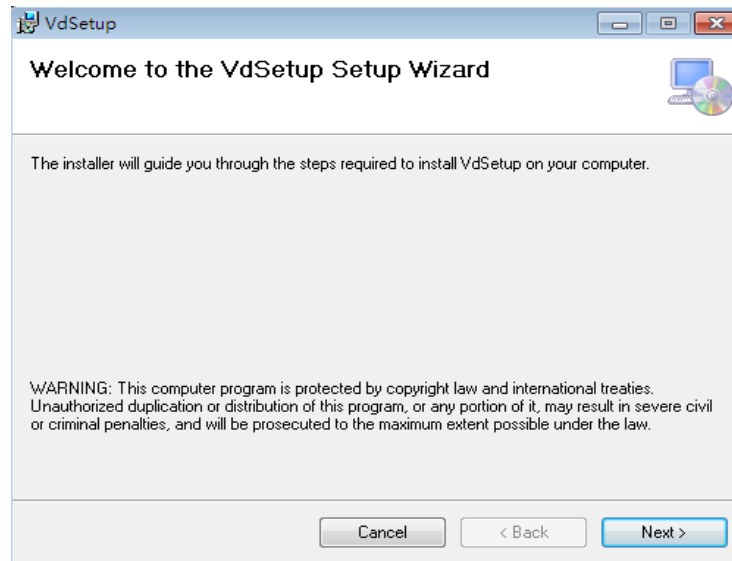 VdSetup
Welcome to the VdSetup Setup Wizard
The installer will guide you through the steps required to install VdSetup on your computer.
WARNING: This computer program is protected by copyright law and international treaties.
Unauthorized duplication or distribution of this program, or any portion of it, may result in severe civil
or criminal penalties, and will be prosecuted to the maximum extent possible under the law.
Cancel < Back Next >